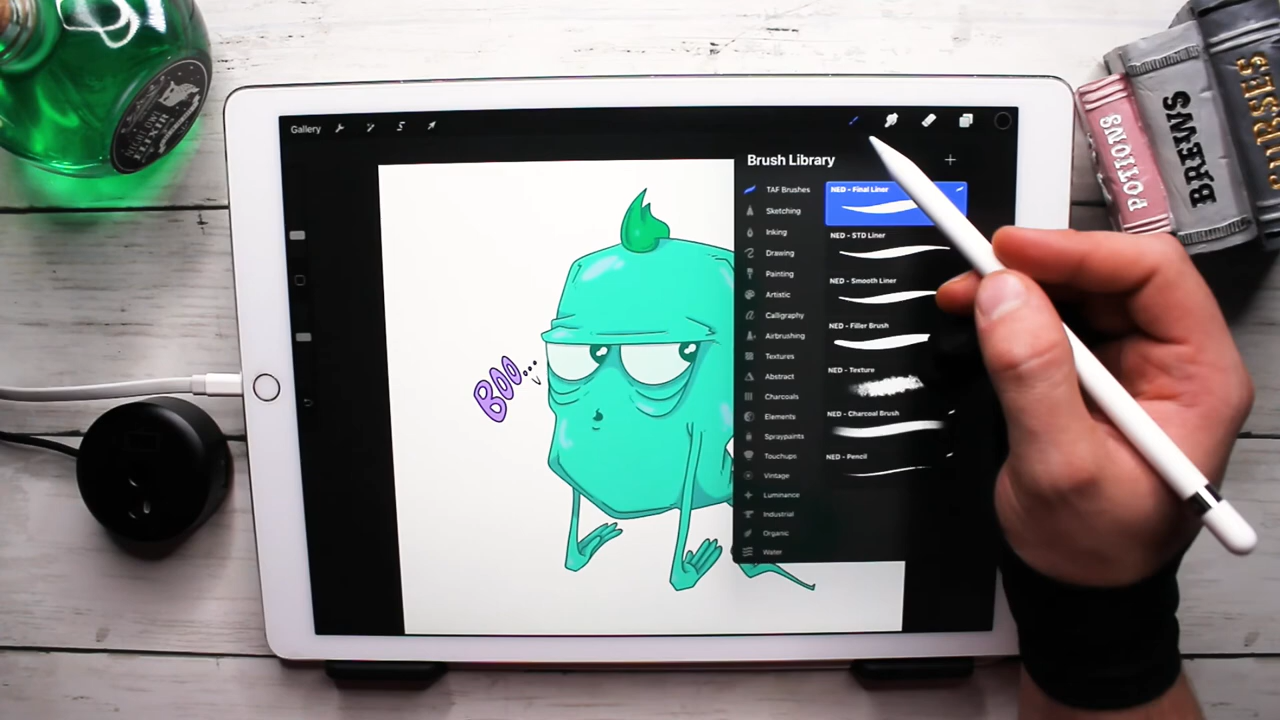 Gallery
Brush Library
TAF Brushes
Sketching
Inking
Drawing
Painting
Artistic
Calligraphy
Airbrushing
Textures
Abstract
Charcoals
Elements
Spraypaints
Touchups
Vintage
Luminance
Industrial
Organic
Water
NED - Final Liner
NED - STD Liner
NED - Smooth Liner
NED - Filler Brush
NED - Texture
NED - Charcoal Brush
NED - Pencil
BOO...
ELIXIR
POTIONS
BREWS